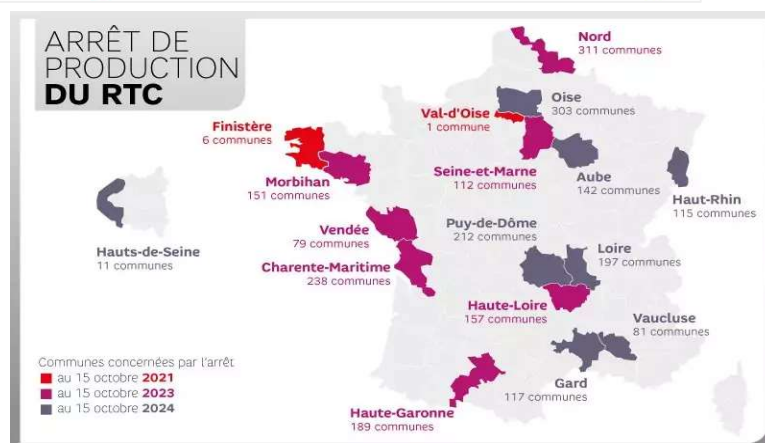 ARRÊT DE
PRODUCTION
DU RTC
Nord
311 communes
Oise
303 communes
Val-d'Oise
1 commune
Finistère
6 communes
Seine-et-Marne
112 communes
Aube
142 communes
Haut-Rhin
115 communes
Morbihan
151 communes
Hauts-de-Seine
11 communes
Vendée
79 communes
Puy-de-Dôme
212 communes
Loire
197 communes
Charente-Maritime
238 communes
Haute-Loire
157 communes
Vaucluse
81 communes
Gard
117 communes
Haute-Garonne
189 communes
Communes concernées par l'arrêt
au 15 octobre 2021
au 15 octobre 2023
au 15 octobre 2024